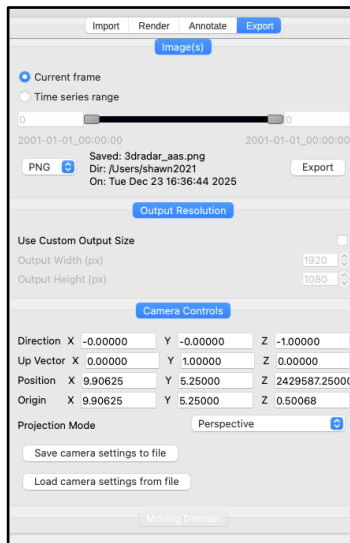 Import Render Annotate Export
Image(s)
Current frame
Time series range
0 0
2001-01-01_00:00:00 2001-01-01_00:00:00
PNG
Saved: 3dradar_aas.png
Dir: /Users/shawn2021
On: Tue Dec 23 16:36:44 2025
Export
Output Resolution
Use Custom Output Size
Output Width (px) 1920
Output Height (px) 1080
Camera Controls
Direction X -0.00000 Y -0.00000 Z -1.00000
Up Vector X 0.00000 Y 1.00000 Z 0.00000
Position X 9.90625 Y 5.25000 Z 2429587.25000
Origin X 9.90625 Y 5.25000 Z 0.50068
Projection Mode Perspective
Save camera settings to file
Load camera settings from file
Moving Domain